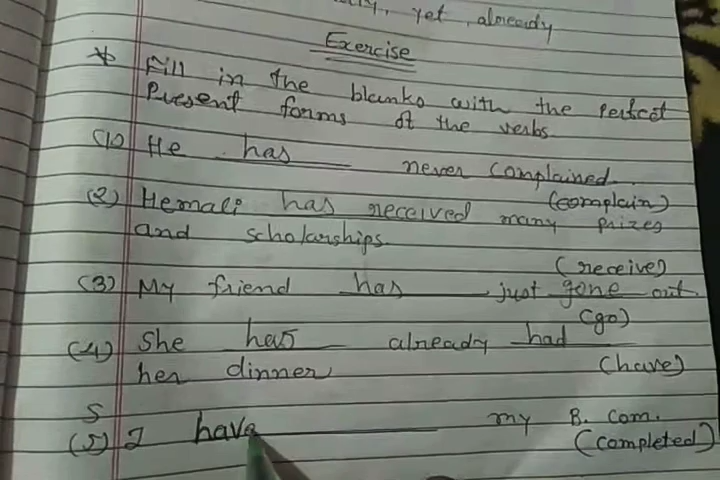 yet, already
Exercise
* Fill in the blanks with the perfect
Present forms of the verbs
(1) He has never complained.
(complain)
(2) Hemali has received many prizes
and scholarships.
(receive)
(3) My friend has just gone out.
(go)
(4) She has already had
her dinner (have)
S
(5) I have my B. com.
(completed)